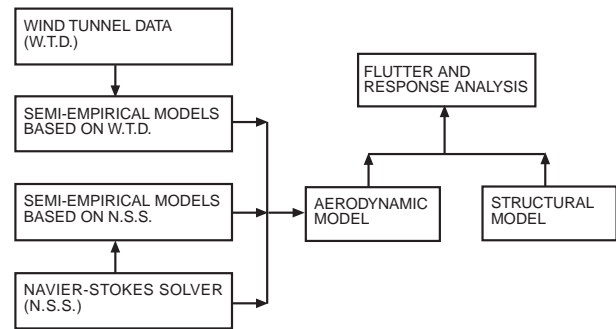 WIND TUNNEL DATA
(W.T.D.)
SEMI-EMPIRICAL MODELS
BASED ON W.T.D.
SEMI-EMPIRICAL MODELS
BASED ON N.S.S.
NAVIER-STOKES SOLVER
(N.S.S.)
FLUTTER AND
RESPONSE ANALYSIS
AERODYNAMIC
MODEL
STRUCTURAL
MODEL